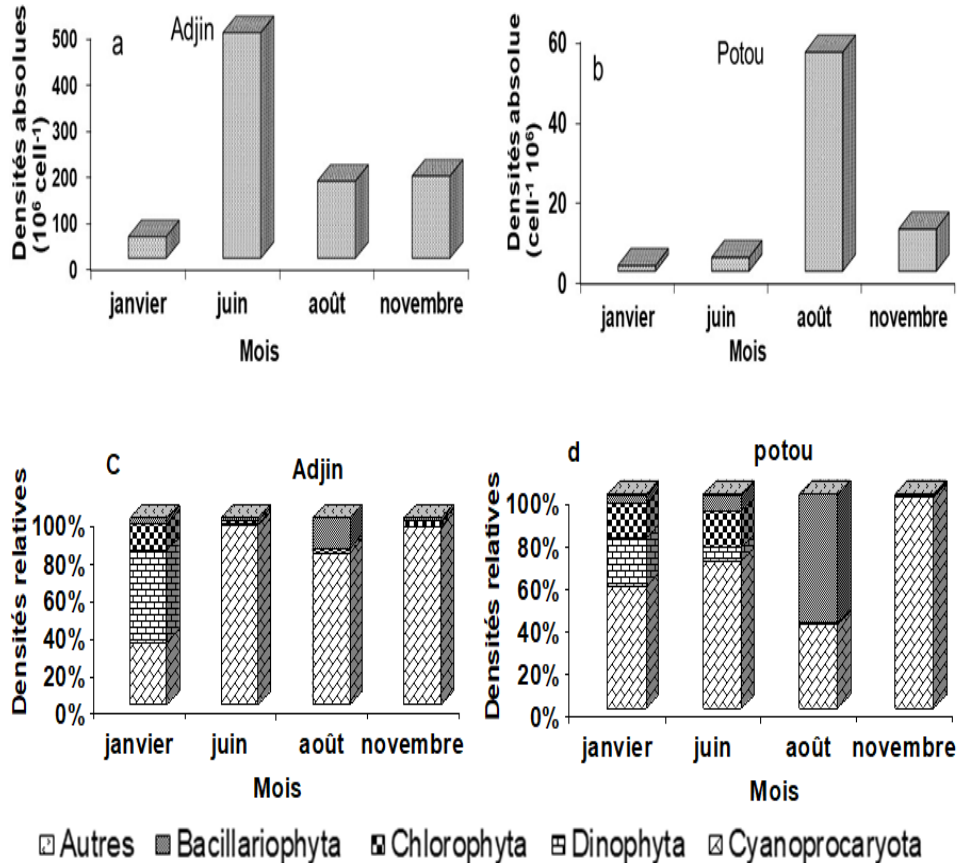 a
Adjin
Densités absolues
(10⁶ cell⁻¹)
500
400
300
200
100
0
janvier juin août novembre
Mois
b
Potou
Densités absolue
(cell⁻¹ 10⁶)
60
40
20
0
janvier juin août novembre
Mois
C
Adjin
Densités relatives
100%
80%
60%
40%
20%
0%
janvier juin août novembre
Mois
d
potou
Densités relatives
100%
80%
60%
40%
20%
0%
janvier juin août novembre
Mois
Autres Bacillariophyta Chlorophyta Dinophyta Cyanoprocaryota